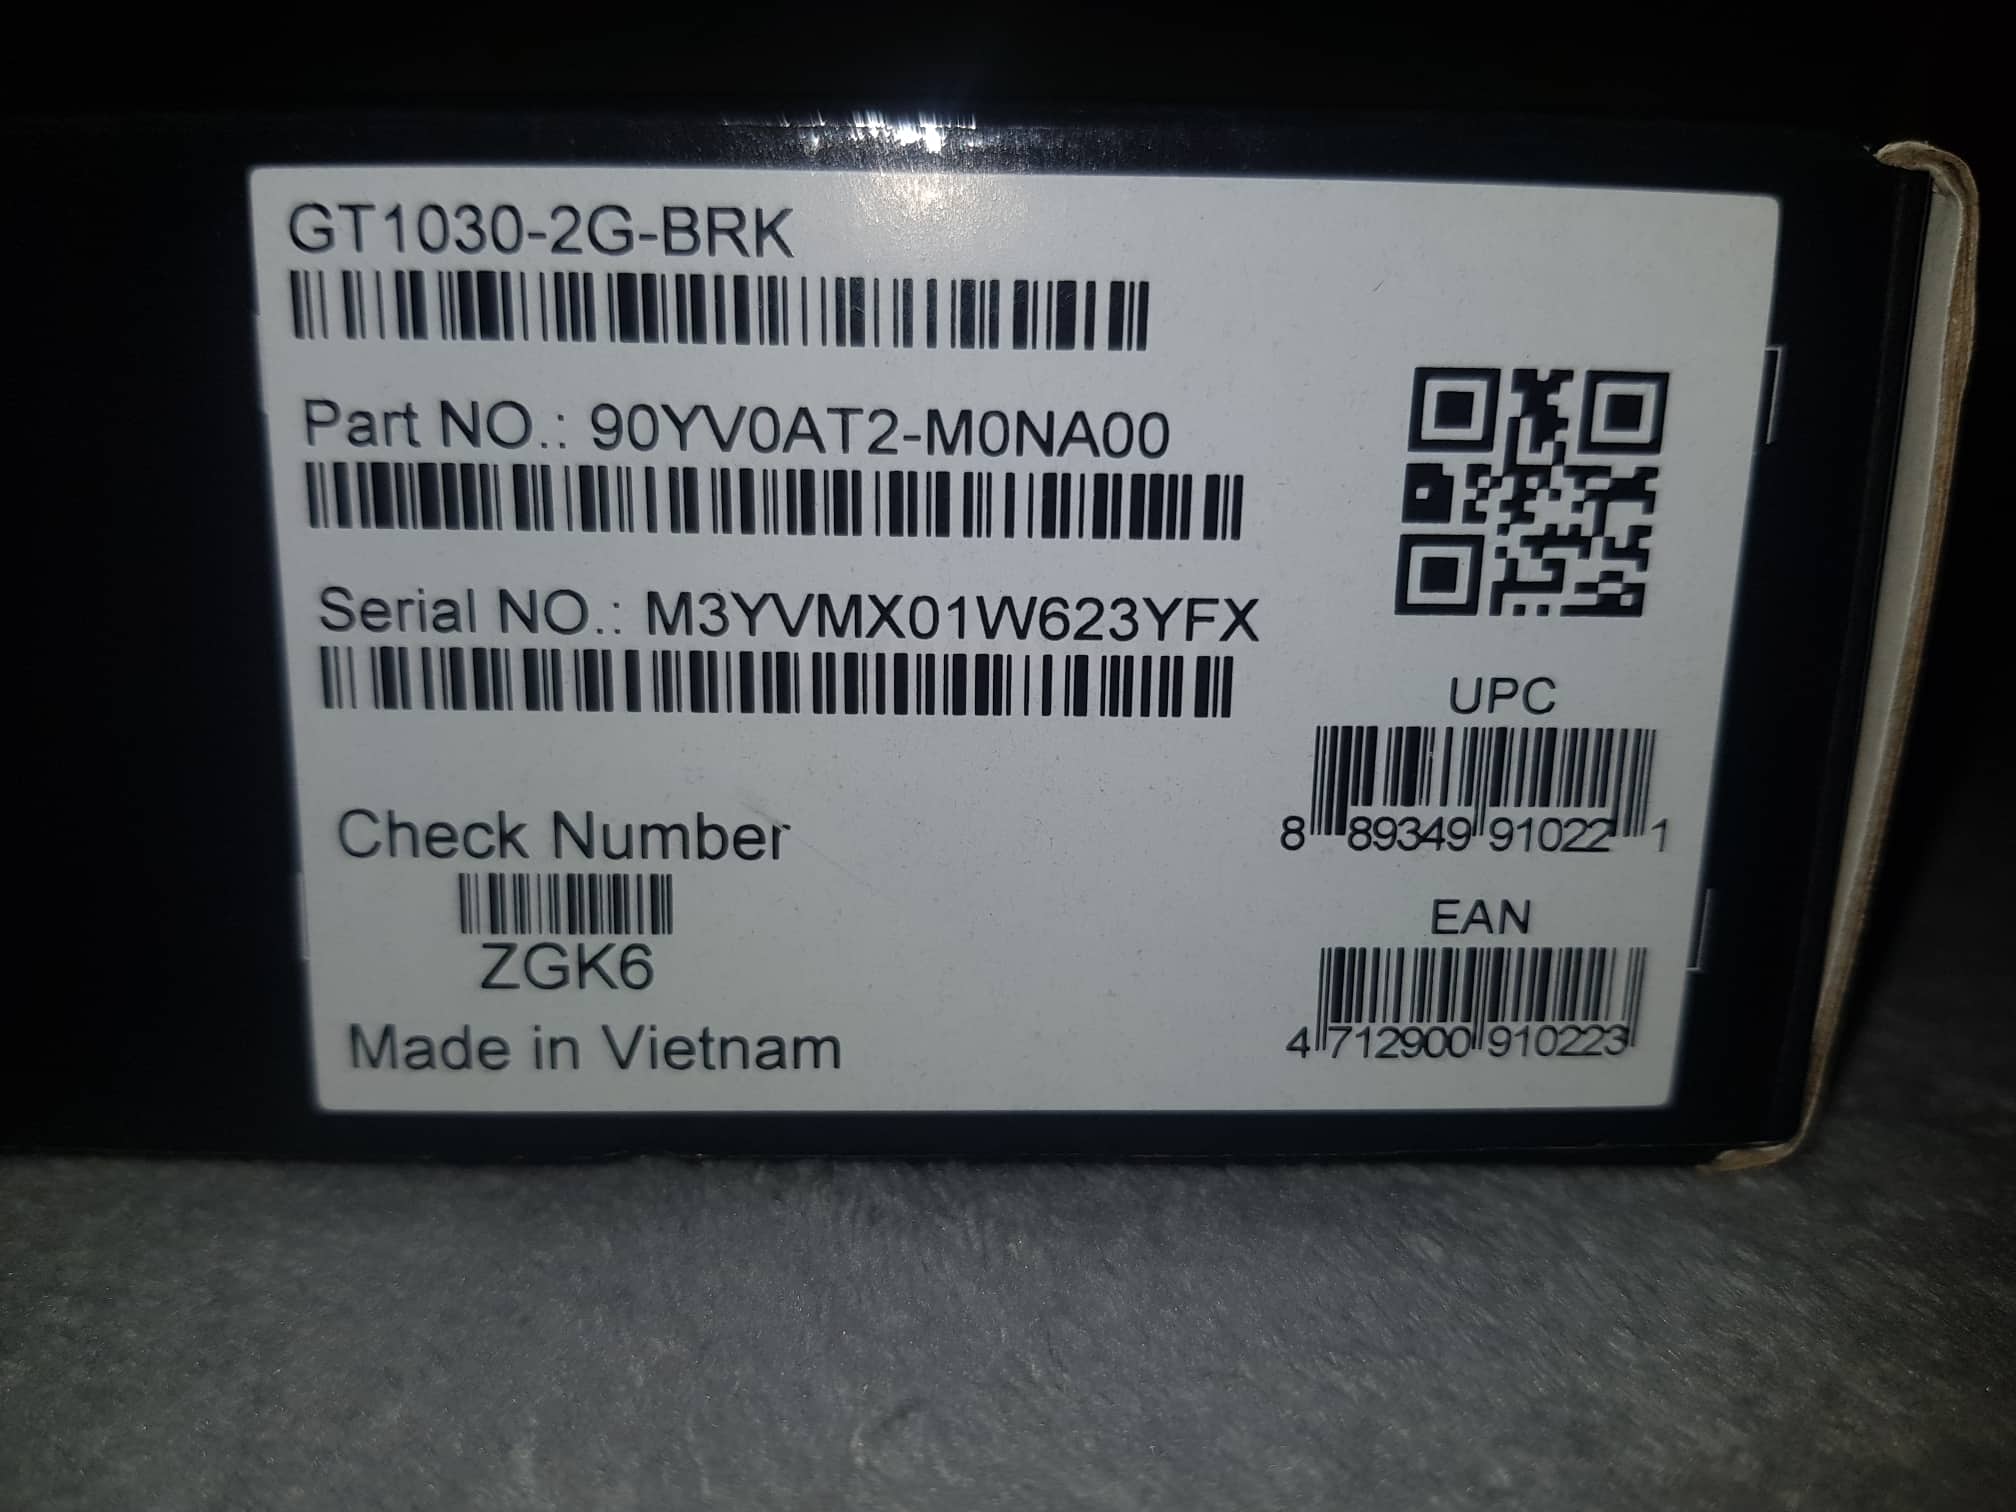 GT1030-2G-BRK
Part NO.: 90YV0AT2-M0NA00
Serial NO.: M3YVMX01W623YFX
UPC
8 89349 91022 1
EAN
4 712900 910223
Check Number
ZGK6
Made in Vietnam